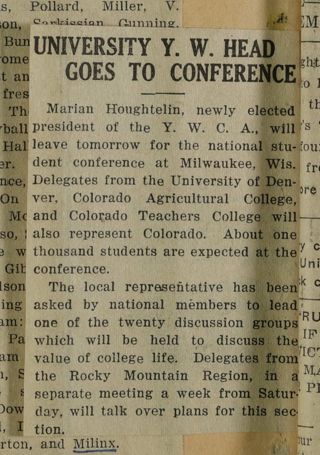 s, Pollard, Miller, V.
Sarkissian Gunning.
UNIVERSITY Y. W. HEAD
GOES TO CONFERENCE
Marian Houghtelin, newly elected
president of the Y. W. C. A., will
leave tomorrow for the national stu-
dent conference at Milwaukee, Wis.
Delegates from the University of Den-
ver, Colorado Agricultural College,
and Colorado Teachers College will
also represent Colorado. About one
thousand students are expected at the
conference.
The local representative has been
asked by national members to lead
one of the twenty discussion groups
which will be held to discuss the
value of college life. Delegates from
the Rocky Mountain Region, in a
separate meeting a week from Satur-
day, will talk over plans for this sec-
tion.
rton, and Milinx.